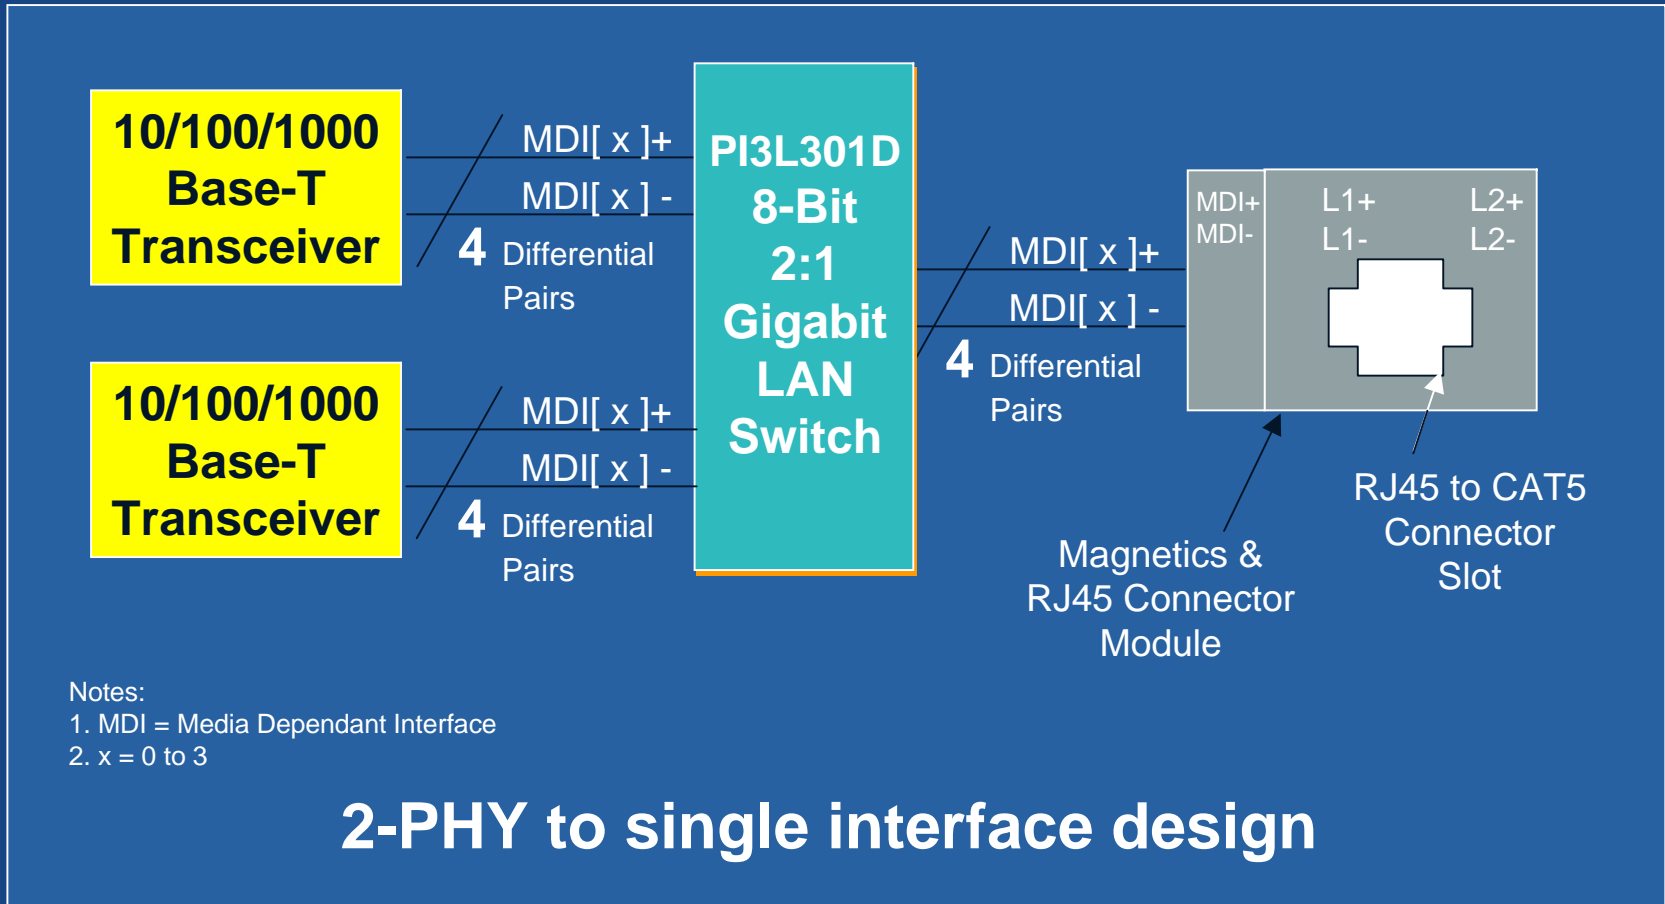 10/100/1000
Base-T
Transceiver
MDI[ x ]+
MDI[ x ] -
4 Differential
Pairs
10/100/1000
Base-T
Transceiver
MDI[ x ]+
MDI[ x ] -
4 Differential
Pairs
PI3L301D
8-Bit
2:1
Gigabit
LAN
Switch
MDI[ x ]+
MDI[ x ] -
4 Differential
Pairs
MDI+
MDI-
L1+
L1-
L2+
L2-
Magnetics &
RJ45 Connector
Module
RJ45 to CAT5
Connector
Slot
Notes:
1. MDI = Media Dependant Interface
2. x = 0 to 3
2-PHY to single interface design